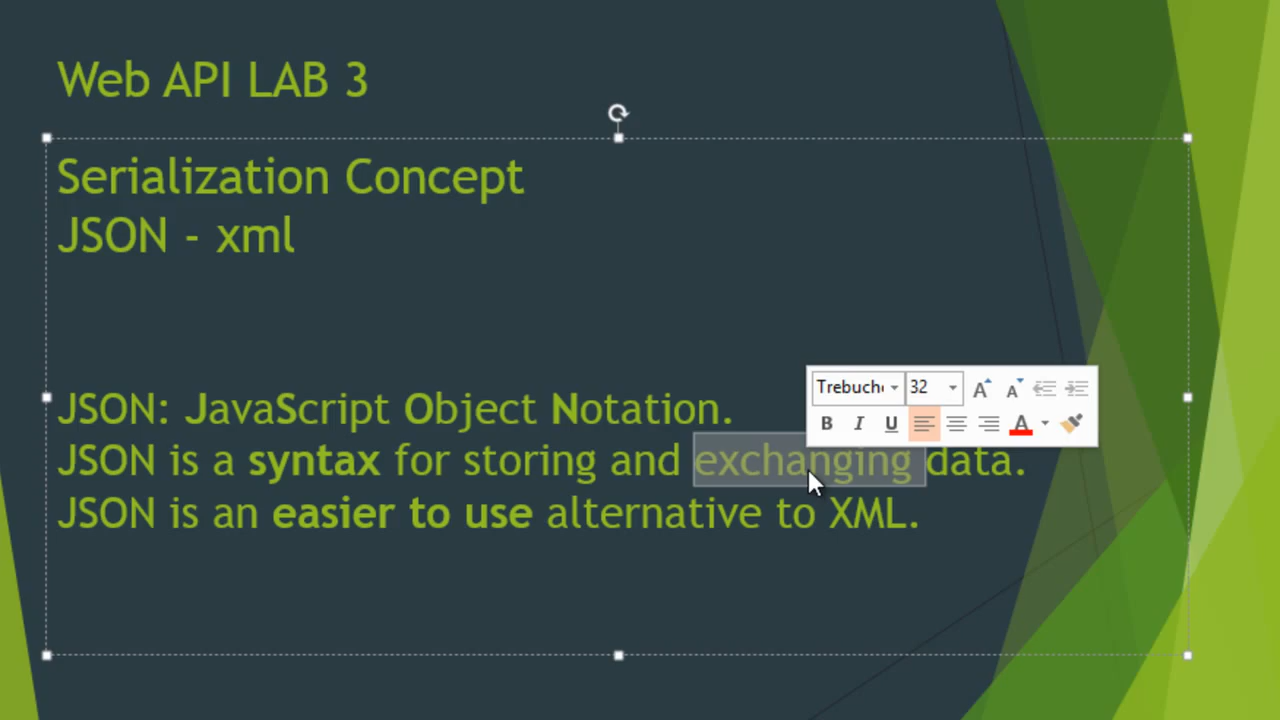 Web API LAB 3
Serialization Concept
JSON - xml
JSON: JavaScript Object Notation.
Trebuch 32
B I U A
JSON is a syntax for storing and exchanging data.
JSON is an easier to use alternative to XML.